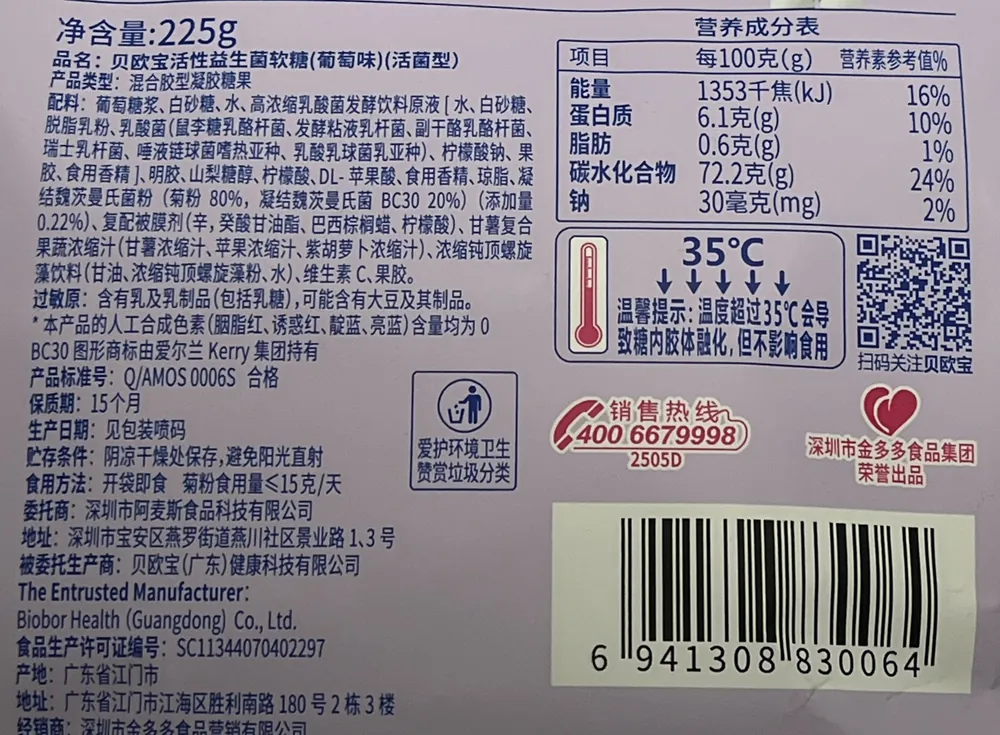 净含量:225g
品名：贝欧宝活性益生菌软糖(葡萄味)(活菌型)
产品类型：混合胶型凝胶糖果
配料：葡萄糖浆、白砂糖、水、高浓缩乳酸菌发酵饮料原液[水、白砂糖、
脱脂乳粉、乳酸菌(鼠李糖乳酪杆菌、发酵粘液乳杆菌、副干酪乳酪杆菌、
瑞士乳杆菌、唾液链球菌嗜热亚种、乳酸乳球菌乳亚种)、柠檬酸钠、果
胶、食用香精]、明胶、山梨糖醇、柠檬酸、DL-苹果酸、食用香精、琼脂、凝
结魏茨曼氏菌粉（菊粉 80%，凝结魏茨曼氏菌 BC30 20%）（添加量
0.22%）、复配被膜剂(辛，癸酸甘油酯、巴西棕榈蜡、柠檬酸)、甘薯复合
果蔬浓缩汁(甘薯浓缩汁、苹果浓缩汁、紫胡萝卜浓缩汁)、浓缩钝顶螺旋
藻饮料(甘油、浓缩钝顶螺旋藻粉、水)、维生素 C、果胶。
过敏原：含有乳及乳制品(包括乳糖)，可能含有大豆及其制品。
*本产品的人工合成色素(胭脂红、诱惑红、靛蓝、亮蓝)含量均为 0
BC30 图形商标由爱尔兰 Kerry 集团持有
产品标准号：Q/AMOS 0006S 合格
保质期：15个月
生产日期：见包装喷码
贮存条件：阴凉干燥处保存，避免阳光直射
食用方法：开袋即食 菊粉食用量≤15克/天
委托商：深圳市阿麦斯食品科技有限公司
地址：深圳市宝安区燕罗街道燕川社区景业路 1、3 号
被委托生产商：贝欧宝(广东)健康科技有限公司
The Entrusted Manufacturer:
Biobor Health (Guangdong) Co., Ltd.
食品生产许可证编号：SC11344070402297
产地：广东省江门市
地址：广东省江门市江海区胜利南路 180 号 2 栋 3 楼
经销商：深圳市金多多食品营销有限公司
爱护环境卫生
赞赏垃圾分类
营养成分表
项目 每100克(g) 营养素参考值%
能量 1353千焦(kJ) 16%
蛋白质 6.1克(g) 10%
脂肪 0.6克(g) 1%
碳水化合物 72.2克(g) 24%
钠 30毫克(mg) 2%
35℃
温馨提示：温度超过35℃会导
致糖内胶体融化，但不影响食用
扫码关注贝欧宝
销售热线
400 6679998
2505D
深圳市金多多食品集团
荣誉出品
6 941308 830064